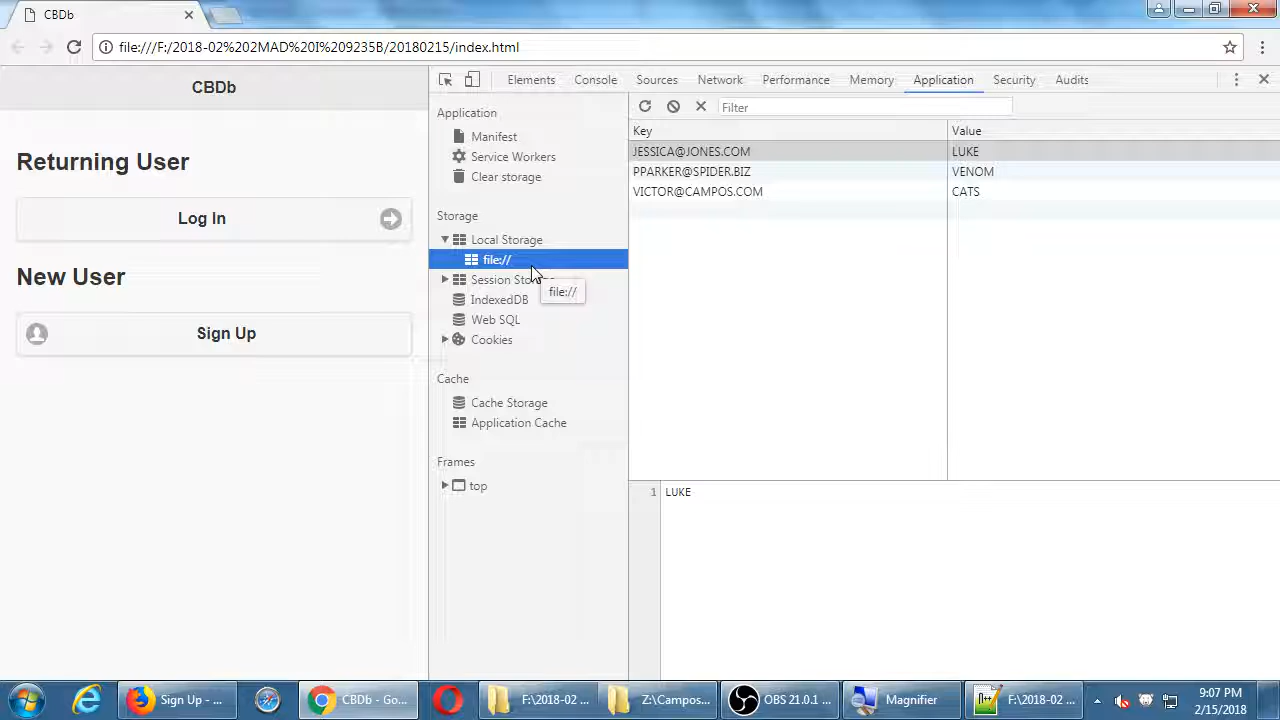 CBDb
file:///F:/2018-02%202MAD%20I%209235B/20180215/index.html
CBDb
Returning User
Log In
New User
Sign Up
Elements Console Sources Network Performance Memory Application Security Audits
Application
Manifest
Service Workers
Clear storage
Storage
Local Storage
file://
Session Sto
file://
IndexedDB
Web SQL
Cookies
Cache
Cache Storage
Application Cache
Frames
top
Filter
Key Value
JESSICA@JONES.COM LUKE
PPARKER@SPIDER.BIZ VENOM
VICTOR@CAMPOS.COM CATS
1 LUKE
Sign Up - ... CBDb - Go... F:\2018-02 ... Z:\Campos... OBS 21.0.1 ... Magnifier F:\2018-02 ... 9:07 PM
2/15/2018